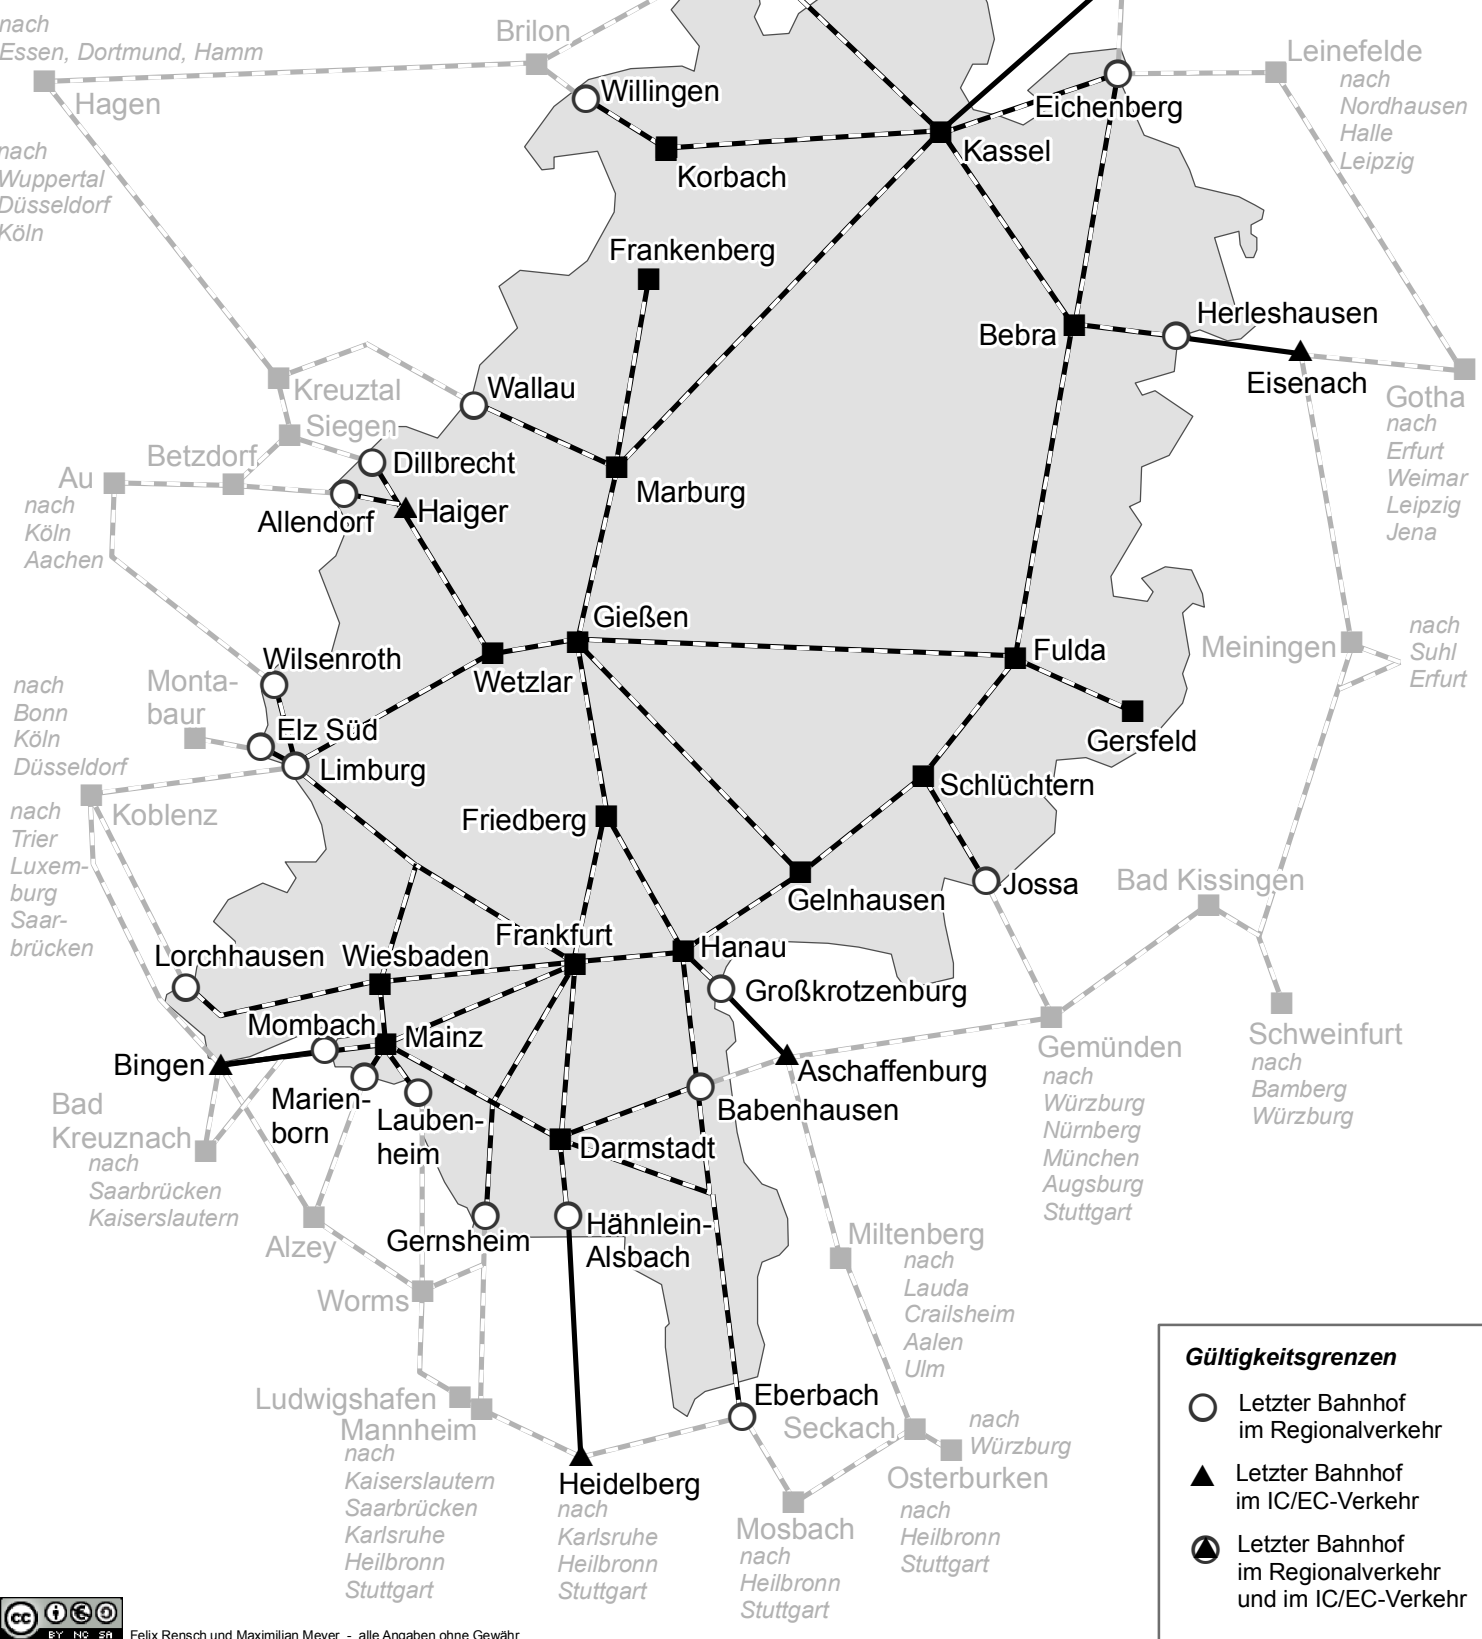 nach
Essen, Dortmund, Hamm
Brilon
Leinefelde
nach
Nordhausen
Halle
Leipzig
Hagen
Willingen
Eichenberg
Kassel
Korbach
nach
Wuppertal
Düsseldorf
Köln
Frankenberg
Herleshausen
Bebra
Eisenach
Gotha
nach
Erfurt
Weimar
Leipzig
Jena
Kreuztal
Wallau
Siegen
Betzdorf
Dillbrecht
Au
nach
Köln
Aachen
Allendorf
Haiger
Marburg
Gießen
Fulda
Meiningen
nach
Suhl
Erfurt
Wilsenroth
Wetzlar
Monta-
baur
nach
Bonn
Köln
Düsseldorf
Elz Süd
Limburg
Gersfeld
Schlüchtern
Koblenz
nach
Trier
Luxem-
burg
Saar-
brücken
Friedberg
Gelnhausen
Jossa
Bad Kissingen
Frankfurt
Hanau
Lorchhausen
Wiesbaden
Großkrotzenburg
Mombach
Mainz
Bingen
Aschaffenburg
Gemünden
nach
Würzburg
Nürnberg
München
Augsburg
Stuttgart
Schweinfurt
nach
Bamberg
Würzburg
Bad
Kreuznach
nach
Saarbrücken
Kaiserslautern
Marien-
born
Lauben-
heim
Babenhausen
Darmstadt
Alzey
Gernsheim
Hähnlein-
Alsbach
Miltenberg
nach
Lauda
Crailsheim
Aalen
Ulm
Worms
Ludwigshafen
Mannheim
nach
Kaiserslautern
Saarbrücken
Karlsruhe
Heilbronn
Stuttgart
Heidelberg
nach
Karlsruhe
Heilbronn
Stuttgart
Eberbach
Seckach
nach
Würzburg
Osterburken
nach
Heilbronn
Stuttgart
Mosbach
nach
Heilbronn
Stuttgart
Gültigkeitsgrenzen
Letzter Bahnhof
im Regionalverkehr
Letzter Bahnhof
im IC/EC-Verkehr
Letzter Bahnhof
im Regionalverkehr
und im IC/EC-Verkehr
cc
BY NC SA
Felix Rensch und Maximilian Meyer - alle Angaben ohne Gewähr